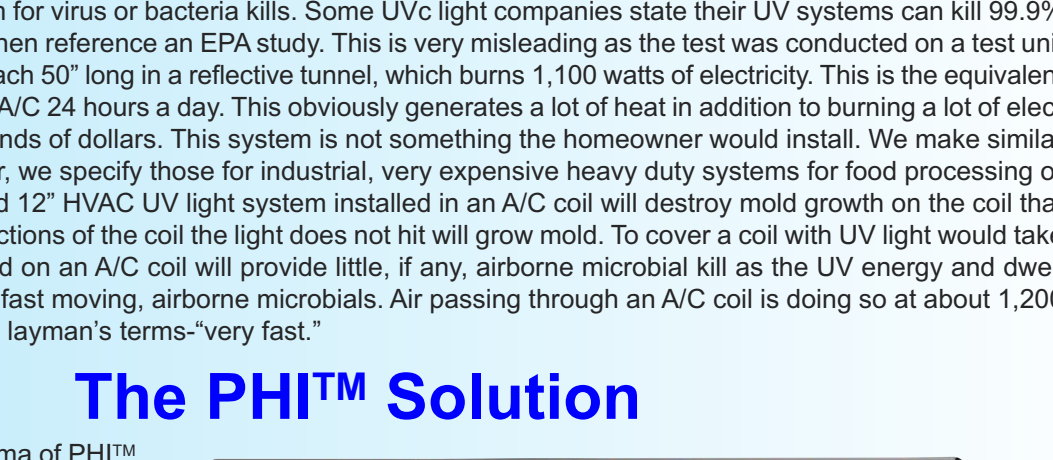 for virus or bacteria kills. Some UVc light companies state their UV systems can kill 99.9%
then reference an EPA study. This is very misleading as the test was conducted on a test uni
ach 50” long in a reflective tunnel, which burns 1,100 watts of electricity. This is the equivalen
A/C 24 hours a day. This obviously generates a lot of heat in addition to burning a lot of elec
nds of dollars. This system is not something the homeowner would install. We make simila
r, we specify those for industrial, very expensive heavy duty systems for food processing o
d 12” HVAC UV light system installed in an A/C coil will destroy mold growth on the coil tha
ctions of the coil the light does not hit will grow mold. To cover a coil with UV light would take
d on an A/C coil will provide little, if any, airborne microbial kill as the UV energy and dwe
fast moving, airborne microbials. Air passing through an A/C coil is doing so at about 1,200
layman’s terms-“very fast.”
The PHI™ Solution
ma of PHI™